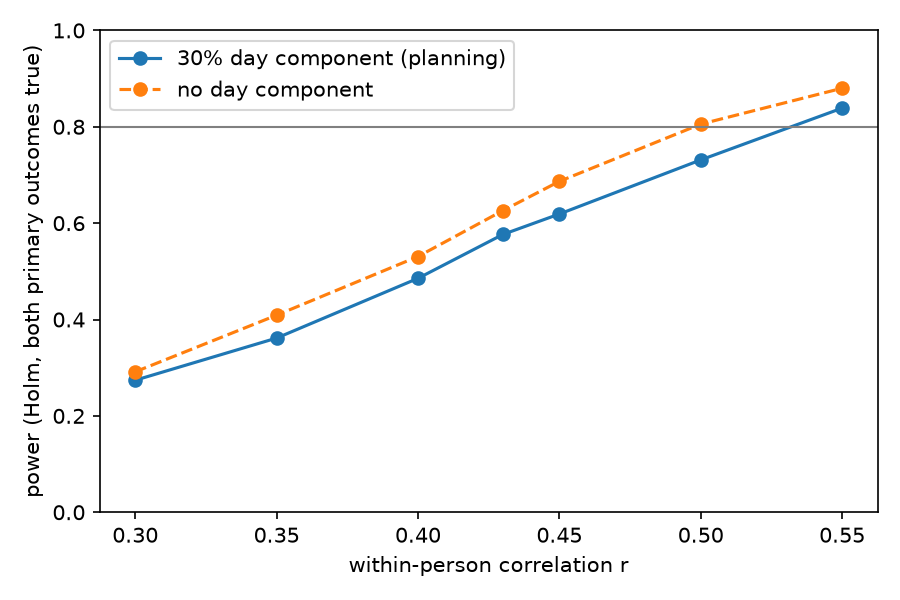 30% day component (planning)
no day component
power (Holm, both primary outcomes true)
1.0
0.8
0.6
0.4
0.2
0.0
0.30 0.35 0.40 0.45 0.50 0.55
within-person correlation r